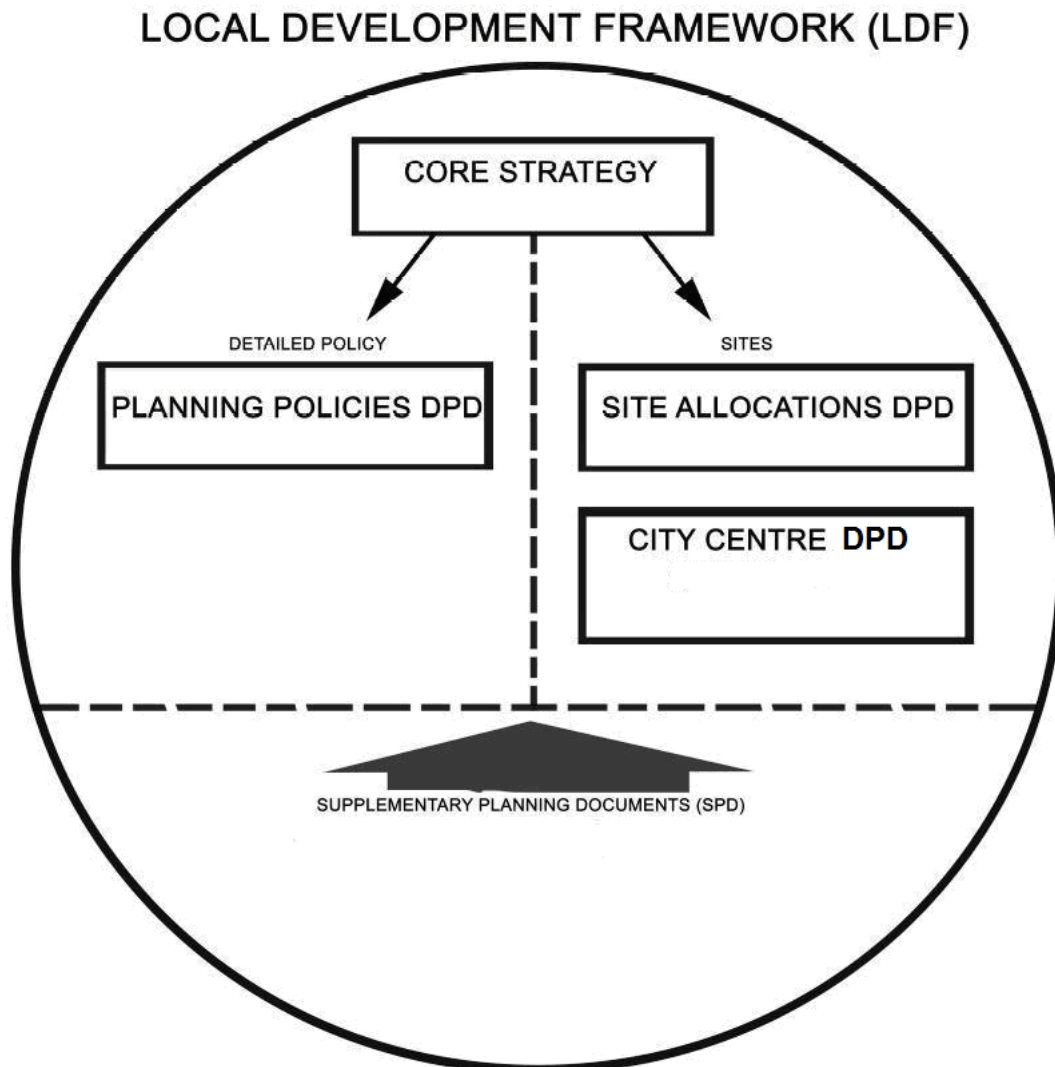 LOCAL DEVELOPMENT FRAMEWORK (LDF)
CORE STRATEGY
DETAILED POLICY
PLANNING POLICIES DPD
SITES
SITE ALLOCATIONS DPD
CITY CENTRE DPD
SUPPLEMENTARY PLANNING DOCUMENTS (SPD)